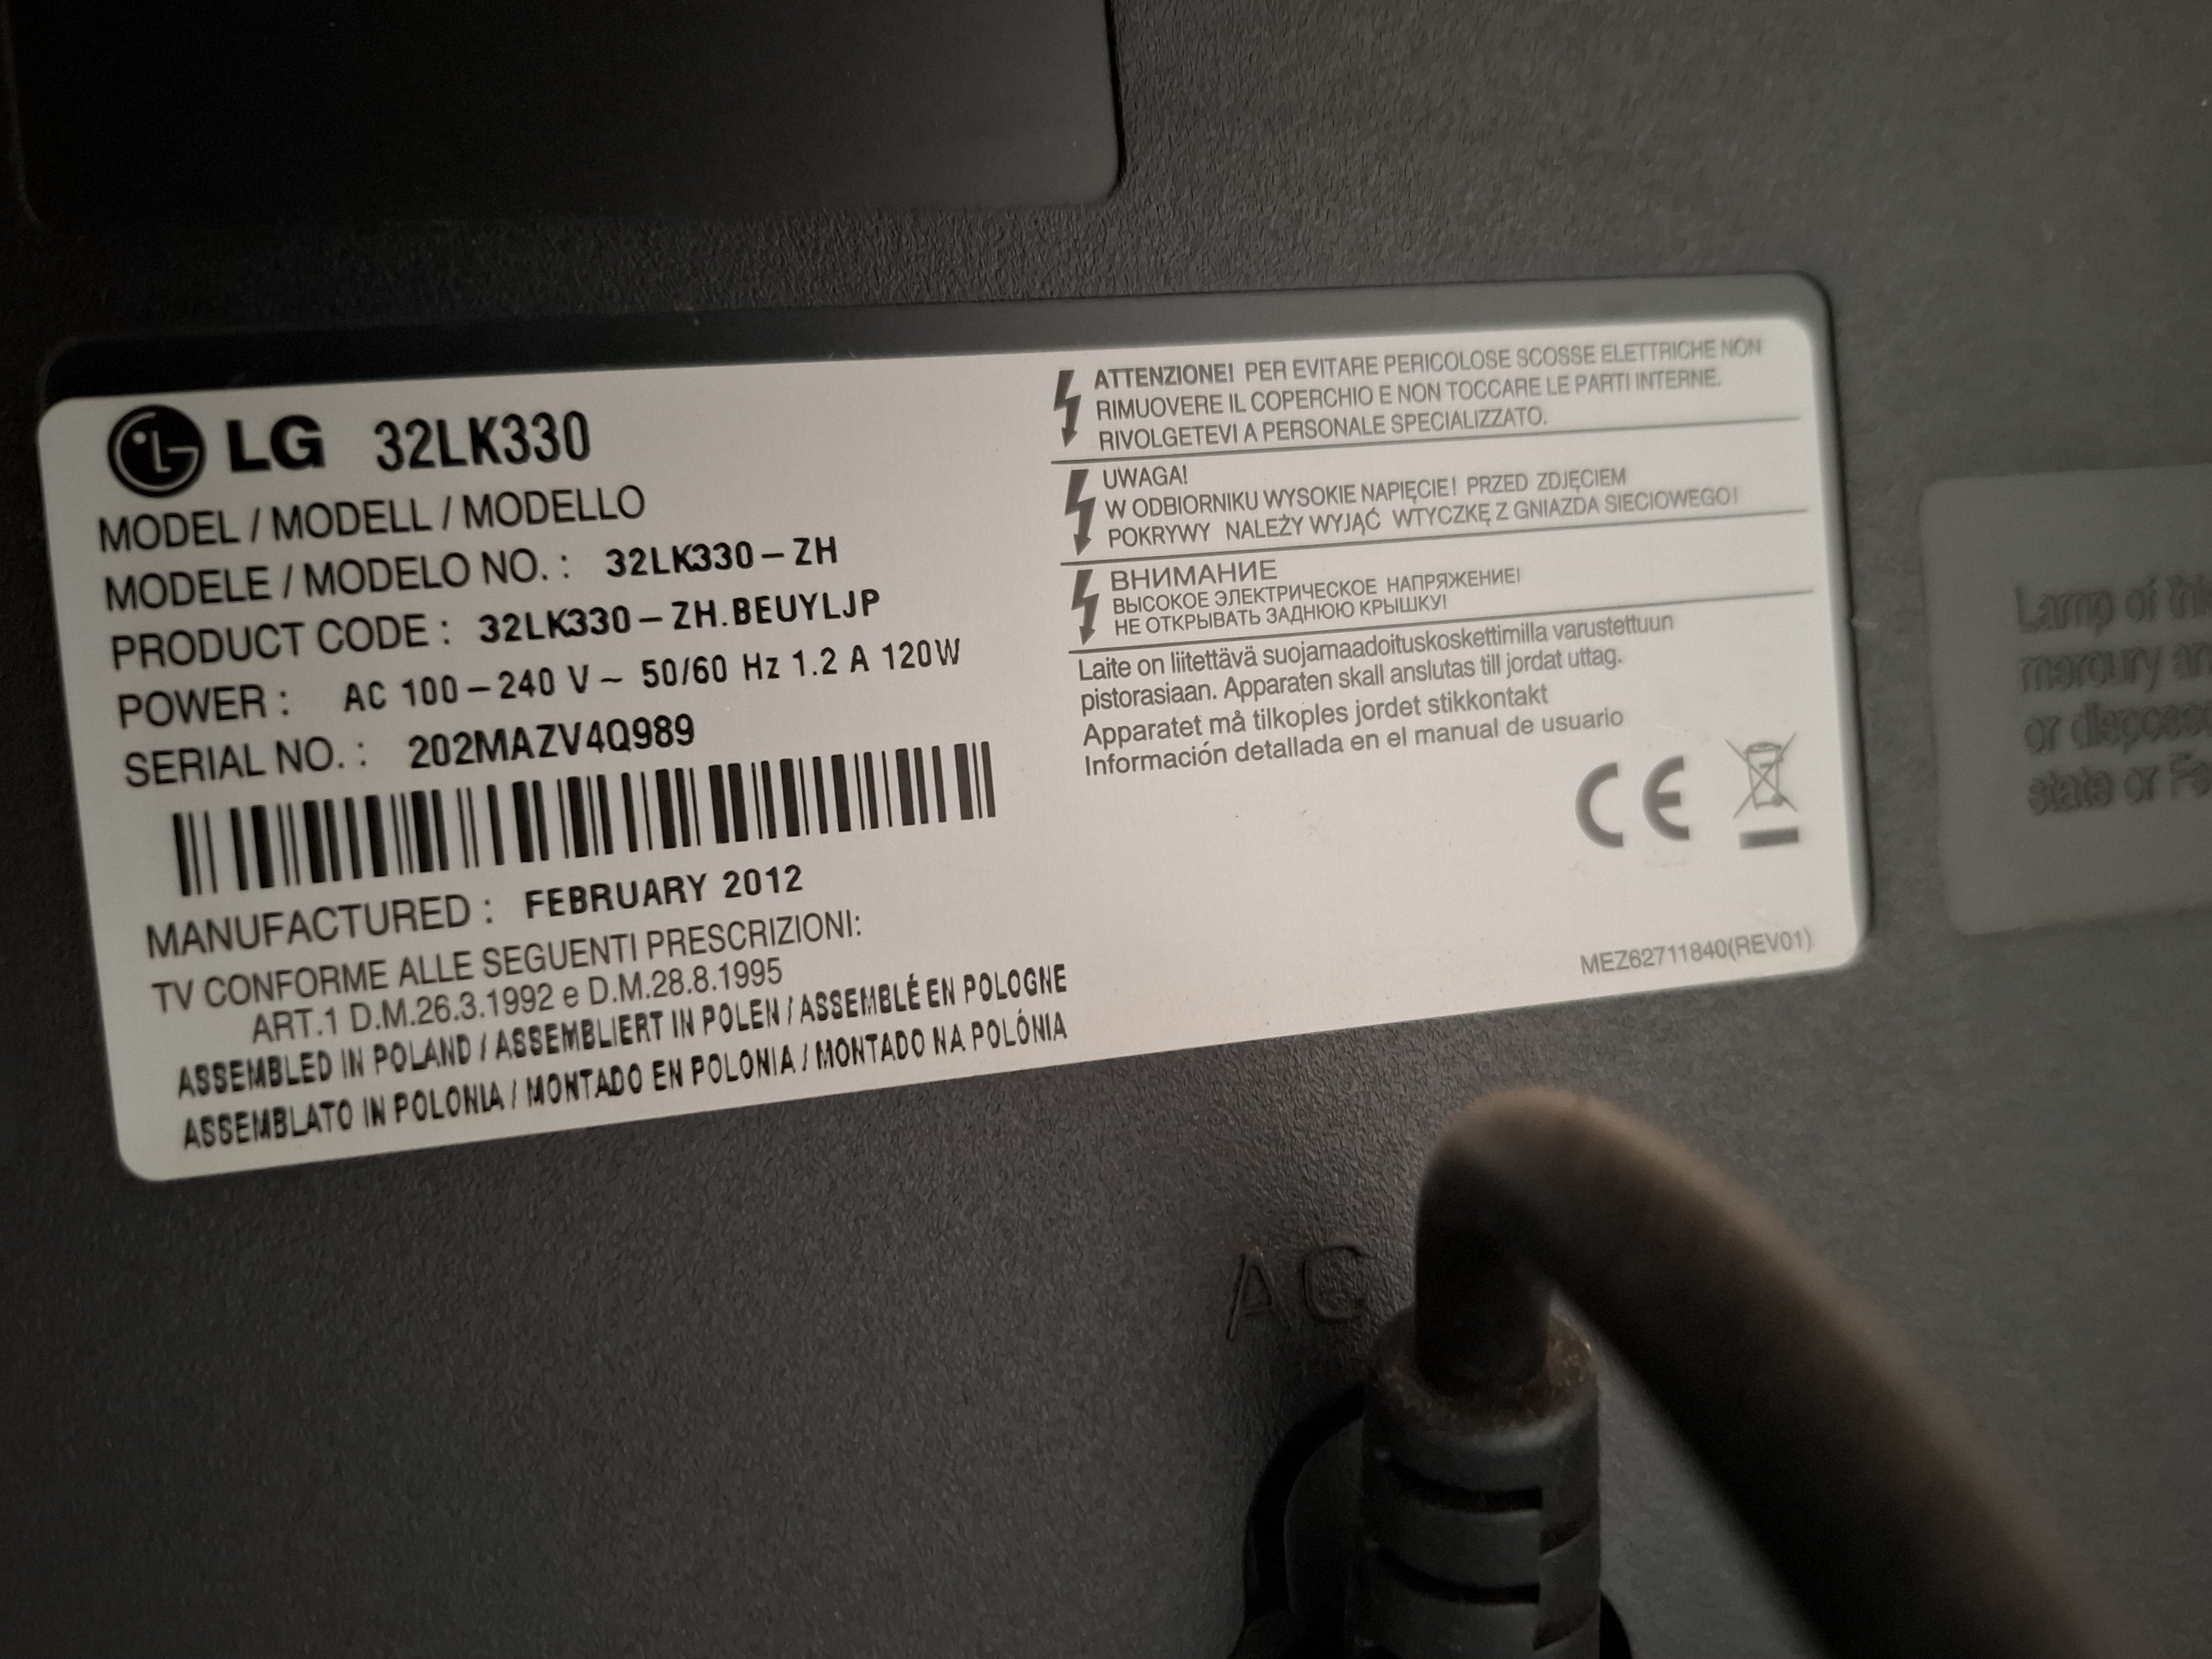 LG 32LK330
MODEL / MODELL / MODELLO
MODELE / MODELO NO. : 32LK330-ZH
PRODUCT CODE : 32LK330-ZH.BEUYLJP
POWER : AC 100-240 V~ 50/60 Hz 1.2 A 120W
SERIAL NO. : 202MAZV4Q989
MANUFACTURED : FEBRUARY 2012
TV CONFORME ALLE SEGUENTI PRESCRIZIONI:
ART.1 D.M.26.3.1992 e D.M.28.8.1995
ASSEMBLED IN POLAND / ASSEMBLIERT IN POLEN / ASSEMBLÉ EN POLOGNE
ASSEMBLATO IN POLONIA / MONTADO EN POLONIA / MONTADO NA POLÓNIA
ATTENZIONE! PER EVITARE PERICOLOSE SCOSSE ELETTRICHE NON
RIMUOVERE IL COPERCHIO E NON TOCCARE LE PARTI INTERNE.
RIVOLGETEVI A PERSONALE SPECIALIZZATO.
UWAGA!
W ODBIORNIKU WYSOKIE NAPIĘCIE! PRZED ZDJĘCIEM
POKRYWY NALEŻY WYJĄĆ WTYCZKĘ Z GNIAZDA SIECIOWEGO!
ВНИМАНИЕ
ВЫСОКОЕ ЭЛЕКТРИЧЕСКОЕ НАПРЯЖЕНИЕ!
НЕ ОТКРЫВАТЬ ЗАДНЮЮ КРЫШКУ!
Laite on liitettävä suojamaadoituskoskettimilla varustettuun
pistorasiaan. Apparaten skall anslutas till jordat uttag.
Apparatet må tilkoples jordet stikkontakt
Información detallada en el manual de usuario
CE
MEZ62711840(REV01)
Lamp of
mercury
or
state or
AC